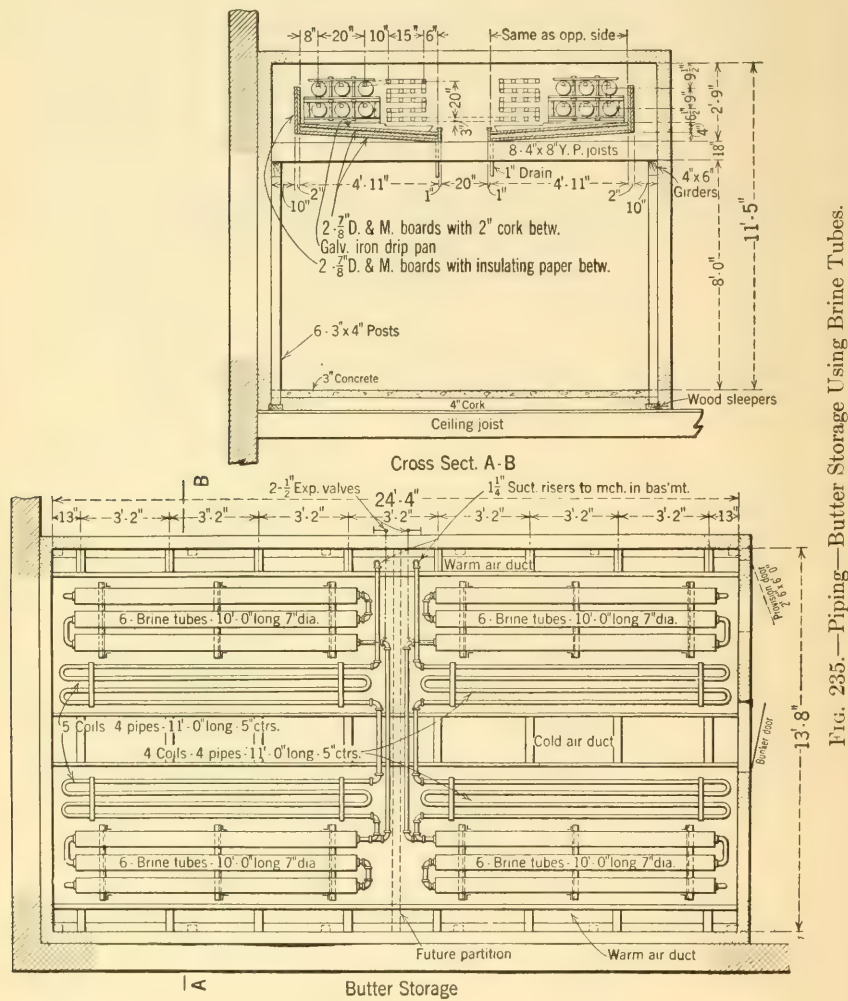 8" 20" 10" 15" 6" Same as opp. side
20"
3"
9½"
9"
6½"
4"
2'-9"
18"
8 - 4" x 8" Y. P. joists
1" Drain
4" x 6"
Girders
10" 2" 4'-11" 1" 20" 1" 4'-11" 2" 10"
11'-5"
8'-0"
2 - ⅞" D. & M. boards with 2" cork betw.
Galv. iron drip pan
2 - ⅞" D. & M. boards with insulating paper betw.
6 - 3" x 4" Posts
3" Concrete
4" Cork
Wood sleepers
Ceiling joist
Cross Sect. A-B
B
2-½" Exp. valves
1¼" Suct. risers to mch. in bas'mt.
24'-4"
13" 3'-2" 3'-2" 3'-2" 3'-2" 3'-2" 3'-2" 3'-2" 13"
Warm air duct
Provision door
2'6"x6'0"
6 - Brine tubes - 10'-0" long 7" dia.
6 - Brine tubes - 10'-0" long 7" dia.
5 Coils 4 pipes - 11'-0" long - 5" ctrs.
4 Coils - 4 pipes - 11'-0" long - 5" ctrs.
Cold air duct
Bunker door
13'-8"
6 - Brine tubes - 10'-0" long 7" dia
6 - Brine tubes - 10'-0" long 7" dia.
Future partition
Warm air duct
A
Butter Storage
FIG. 235.—Piping—Butter Storage Using Brine Tubes.